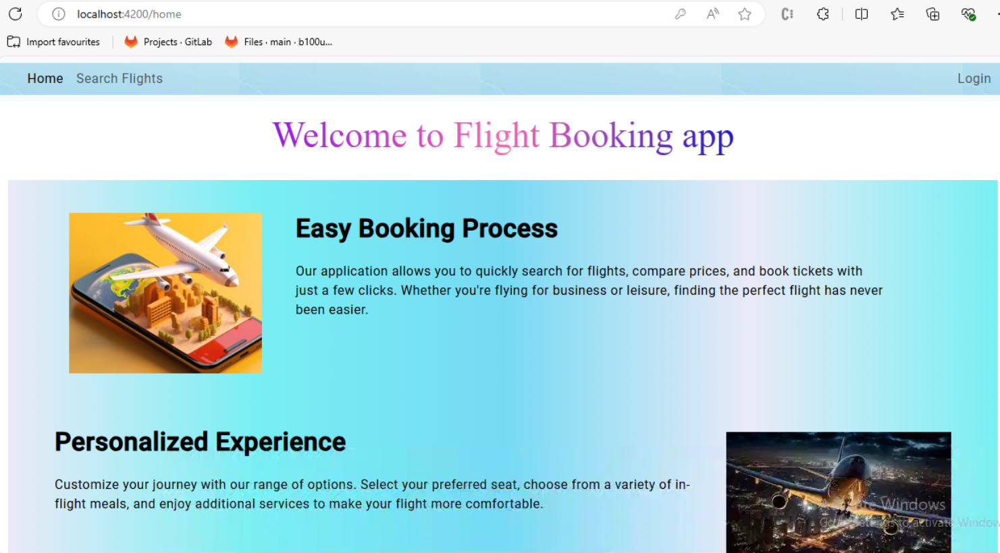 localhost:4200/home
Import favourites
Projects · GitLab
Files · main · b100u...
Home
Search Flights
Login
Welcome to Flight Booking app
Easy Booking Process
Our application allows you to quickly search for flights, compare prices, and book tickets with
just a few clicks. Whether you're flying for business or leisure, finding the perfect flight has never
been easier.
Personalized Experience
Customize your journey with our range of options. Select your preferred seat, choose from a variety of in-
flight meals, and enjoy additional services to make your flight more comfortable.
Activate Windows
Go to Settings to activate Window